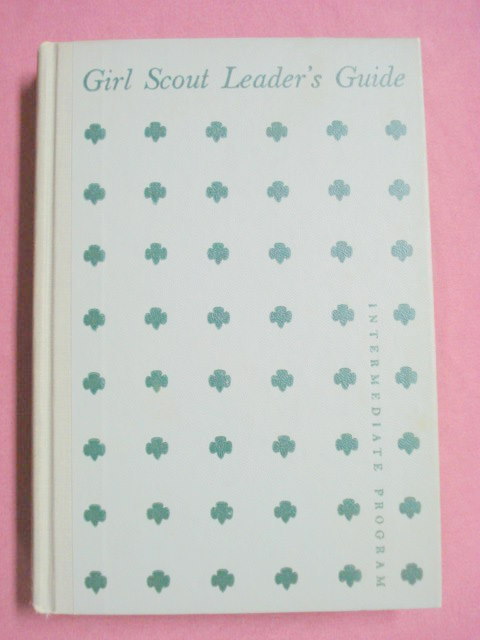 Girl Scout Leader's Guide
INTERMEDIATE PROGRAM